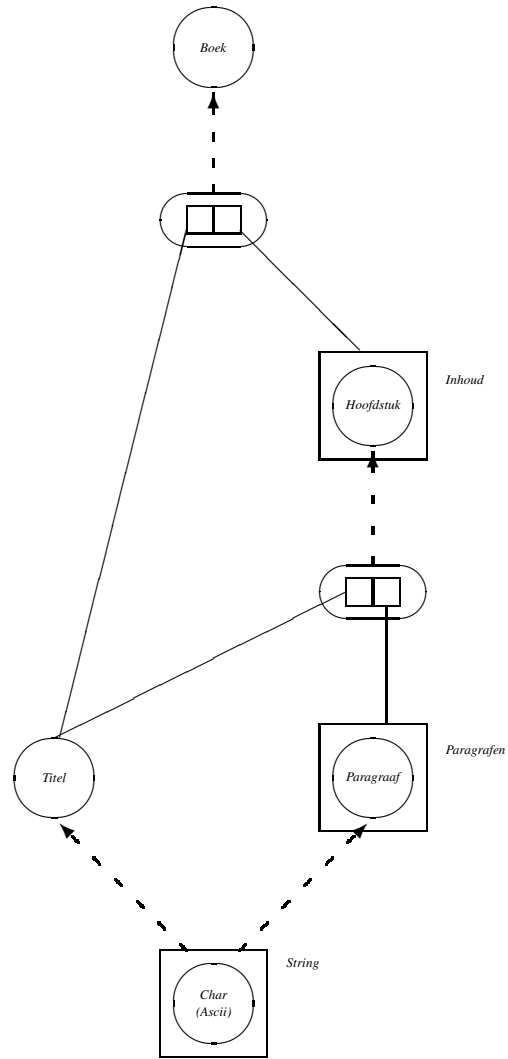 Boek
Hoofdstuk
Inhoud
Titel
Paragraaf
Paragrafen
Char
(Ascii)
String